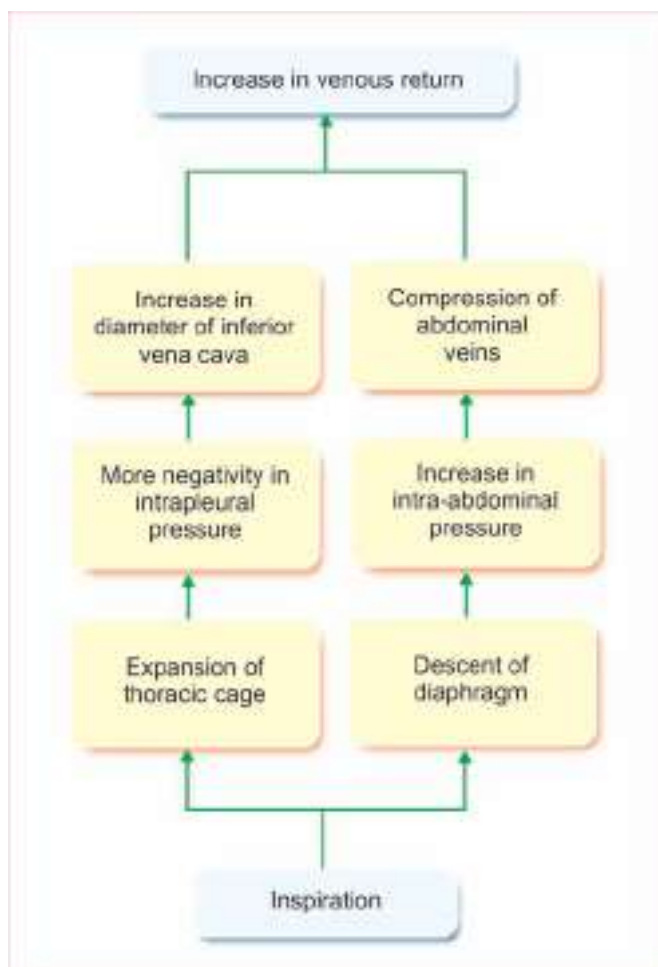 Increase in venous return
Increase in
diameter of inferior
vena cava
Compression of
abdominal
veins
More negativity in
intrapleural
pressure
Increase in
intra-abdominal
pressure
Expansion of
thoracic cage
Descent of
diaphragm
Inspiration